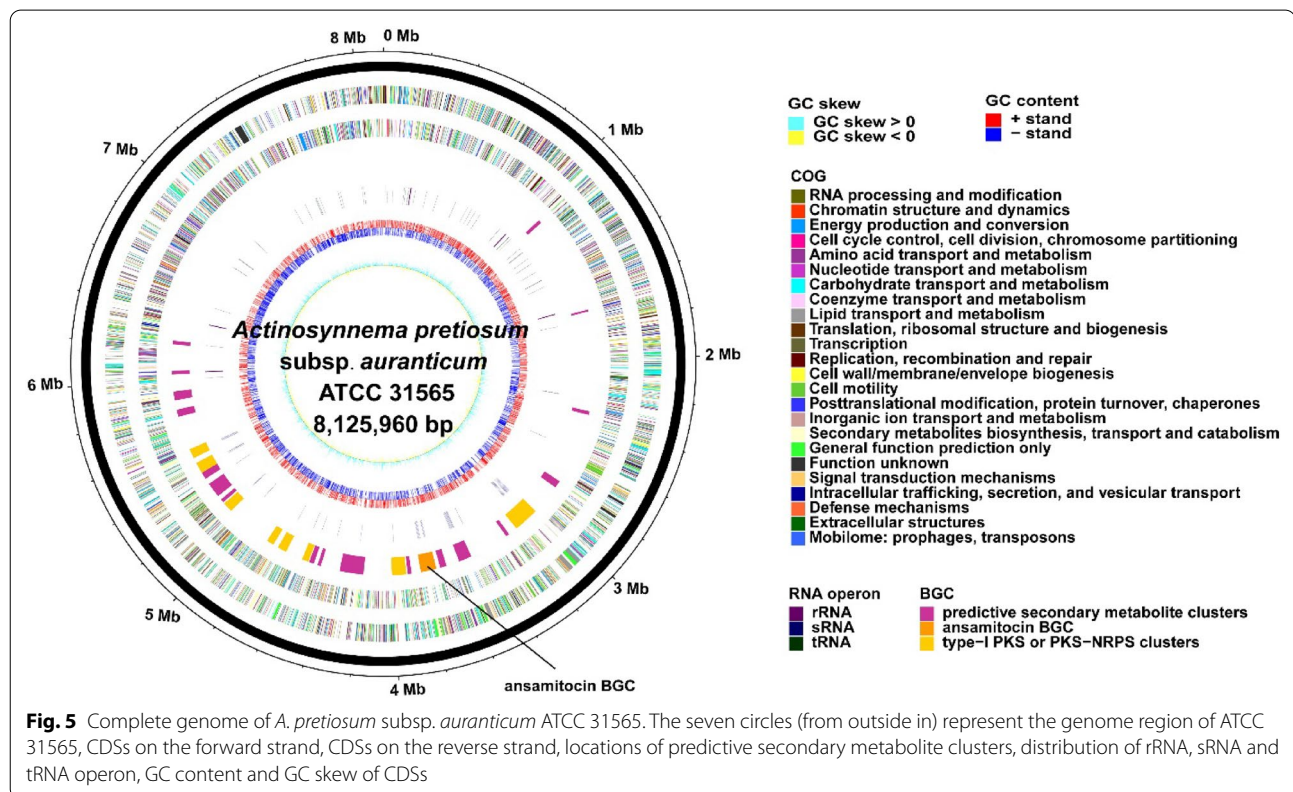 8 Mb
0 Mb
1 Mb
2 Mb
3 Mb
4 Mb
5 Mb
6 Mb
7 Mb
Actinosynnema pretiosum
subsp. auranticum
ATCC 31565
8,125,960 bp
ansamitocin BGC
GC skew
GC skew > 0
GC skew < 0
GC content
+ stand
− stand
COG
RNA processing and modification
Chromatin structure and dynamics
Energy production and conversion
Cell cycle control, cell division, chromosome partitioning
Amino acid transport and metabolism
Nucleotide transport and metabolism
Carbohydrate transport and metabolism
Coenzyme transport and metabolism
Lipid transport and metabolism
Translation, ribosomal structure and biogenesis
Transcription
Replication, recombination and repair
Cell wall/membrane/envelope biogenesis
Cell motility
Posttranslational modification, protein turnover, chaperones
Inorganic ion transport and metabolism
Secondary metabolites biosynthesis, transport and catabolism
General function prediction only
Function unknown
Signal transduction mechanisms
Intracellular trafficking, secretion, and vesicular transport
Defense mechanisms
Extracellular structures
Mobilome: prophages, transposons
RNA operon
rRNA
sRNA
tRNA
BGC
predictive secondary metabolite clusters
ansamitocin BGC
type−I PKS or PKS−NRPS clusters
Fig. 5 Complete genome of A. pretiosum subsp. auranticum ATCC 31565. The seven circles (from outside in) represent the genome region of ATCC
31565, CDSs on the forward strand, CDSs on the reverse strand, locations of predictive secondary metabolite clusters, distribution of rRNA, sRNA and
tRNA operon, GC content and GC skew of CDSs